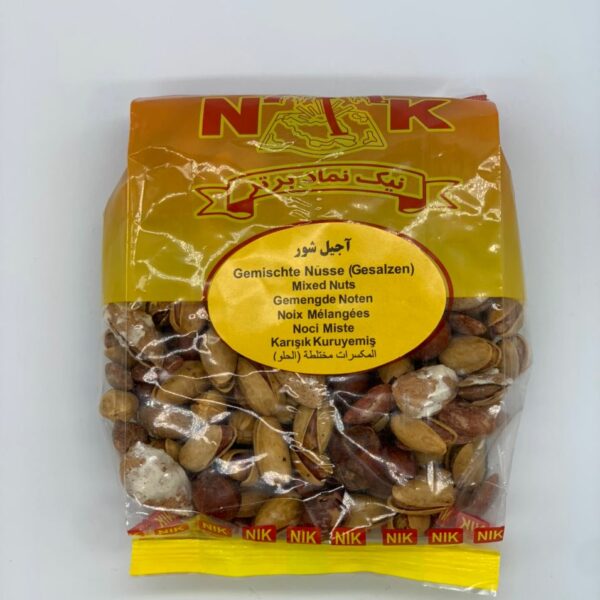 NIK
نیک نماد برتر
آجیل شور
Gemischte Nüsse (Gesalzen)
Mixed Nuts
Gemengde Noten
Noix Mélangées
Noci Miste
Karışık Kuruyemiş
المكسرات مختلطة (الحلو)
NIK NIK NIK NIK NIK NIK NIK NIK